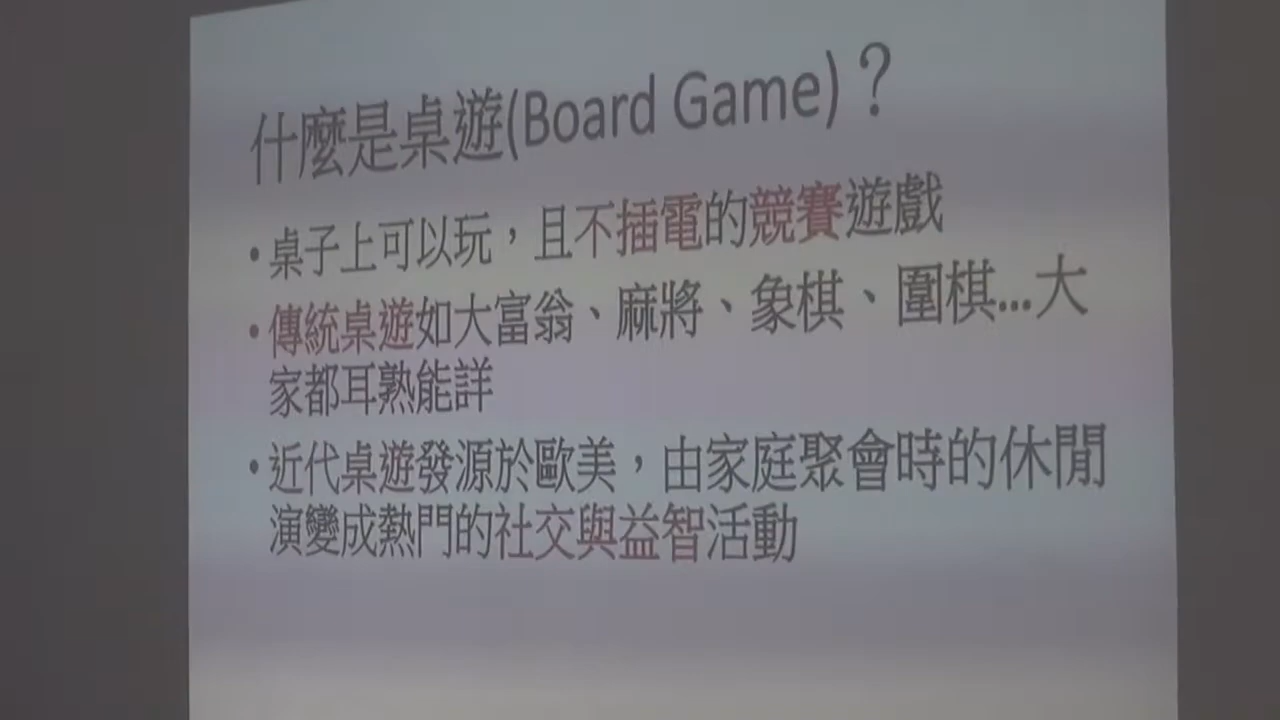 什麼是桌遊(Board Game)？
•桌子上可以玩，且不插電的競賽遊戲
•傳統桌遊如大富翁、麻將、象棋、圍棋...大
家都耳熟能詳
•近代桌遊發源於歐美，由家庭聚會時的休閒
演變成熱門的社交與益智活動